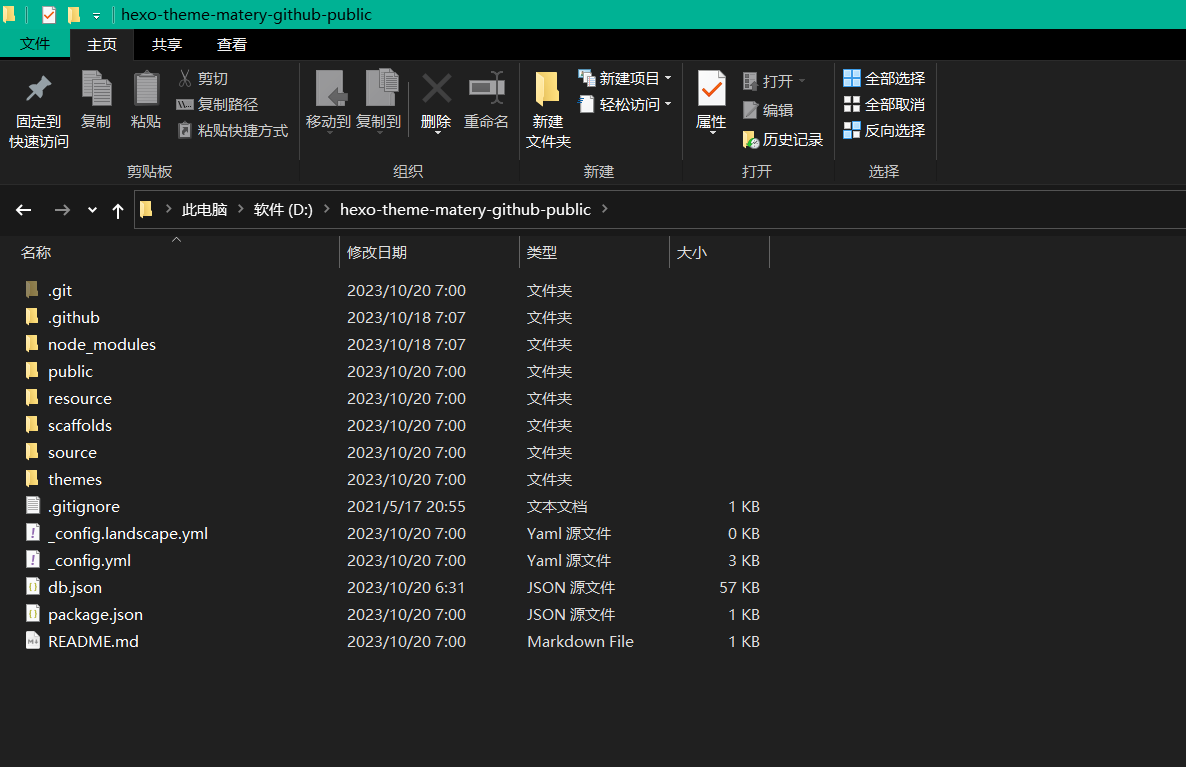 hexo-theme-matery-github-public
文件 主页 共享 查看
固定到快速访问 复制 粘贴 剪切 复制路径 粘贴快捷方式
移动到 复制到 删除 重命名
新建文件夹 新建项目 轻松访问
属性 打开 编辑 历史记录
全部选择 全部取消 反向选择
剪贴板 组织 新建 打开 选择
此电脑 软件 (D:) hexo-theme-matery-github-public
名称 修改日期 类型 大小
.git 2023/10/20 7:00 文件夹
.github 2023/10/18 7:07 文件夹
node_modules 2023/10/18 7:07 文件夹
public 2023/10/20 7:00 文件夹
resource 2023/10/20 7:00 文件夹
scaffolds 2023/10/20 7:00 文件夹
source 2023/10/20 7:00 文件夹
themes 2023/10/20 7:00 文件夹
.gitignore 2021/5/17 20:55 文本文档 1 KB
_config.landscape.yml 2023/10/20 7:00 Yaml 源文件 0 KB
_config.yml 2023/10/20 7:00 Yaml 源文件 3 KB
db.json 2023/10/20 6:31 JSON 源文件 57 KB
package.json 2023/10/20 7:00 JSON 源文件 1 KB
README.md 2023/10/20 7:00 Markdown File 1 KB